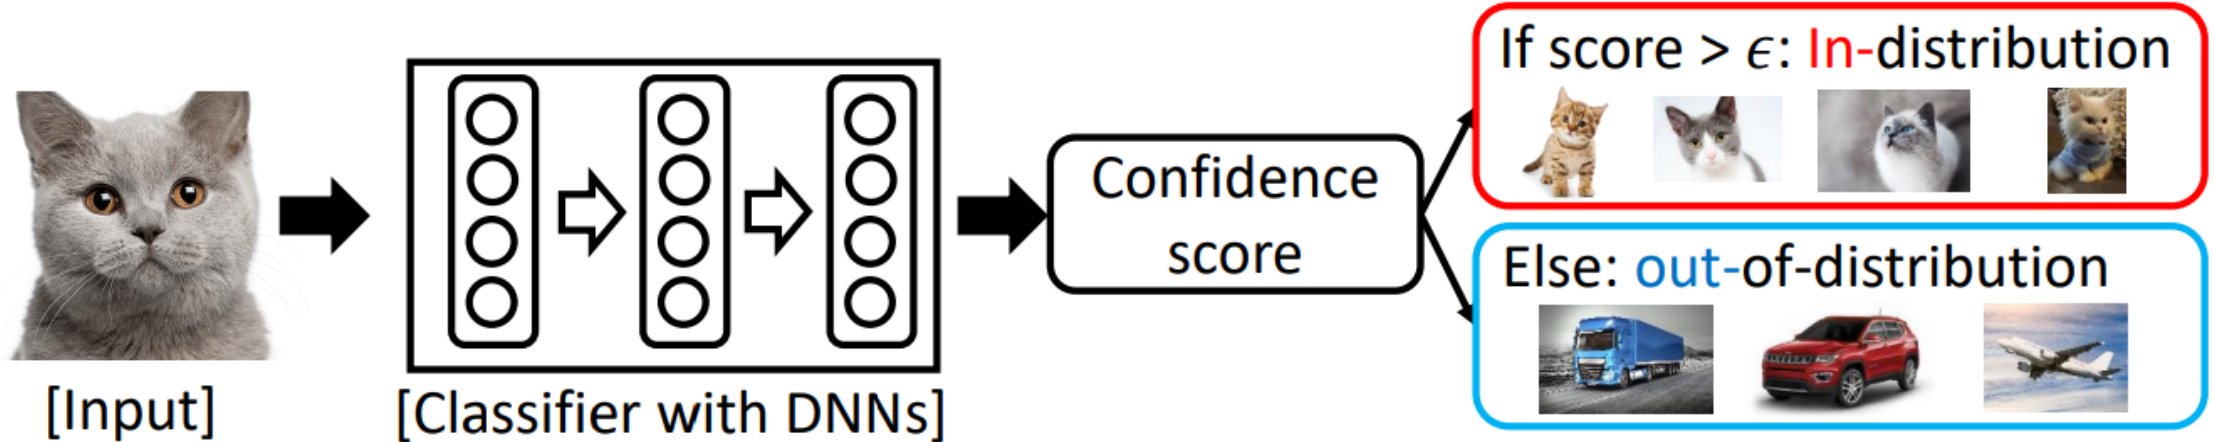 [Input]
[Classifier with DNNs]
Confidence
score
If score > ϵ: In-distribution
Else: out-of-distribution